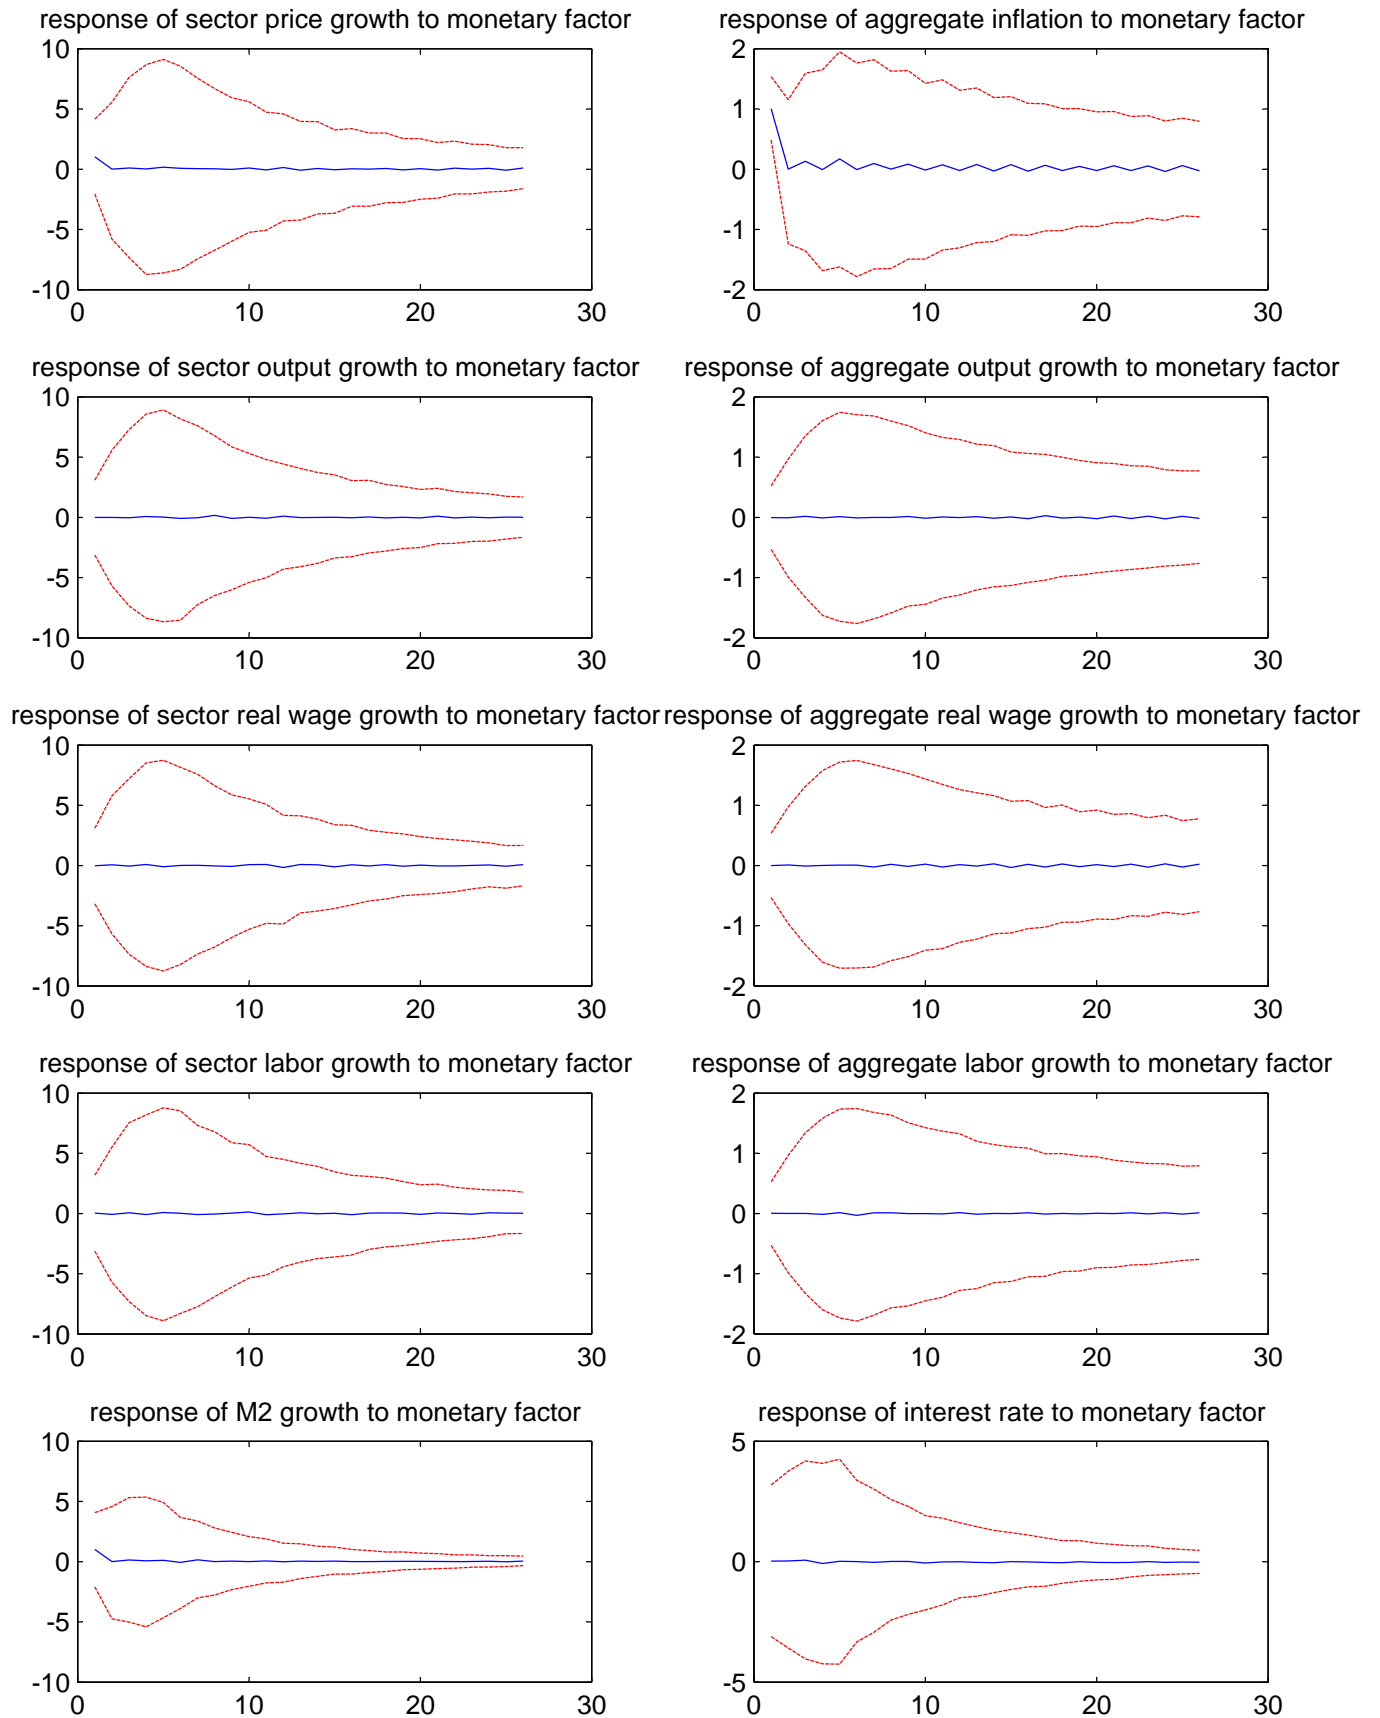 response of sector price growth to monetary factor
10
5
0
-5
-10
0 10 20 30
response of aggregate inflation to monetary factor
2
1
0
-1
-2
0 10 20 30
response of sector output growth to monetary factor
10
5
0
-5
-10
0 10 20 30
response of aggregate output growth to monetary factor
2
1
0
-1
-2
0 10 20 30
response of sector real wage growth to monetary factor
10
5
0
-5
-10
0 10 20 30
response of aggregate real wage growth to monetary factor
2
1
0
-1
-2
0 10 20 30
response of sector labor growth to monetary factor
10
5
0
-5
-10
0 10 20 30
response of aggregate labor growth to monetary factor
2
1
0
-1
-2
0 10 20 30
response of M2 growth to monetary factor
10
5
0
-5
-10
0 10 20 30
response of interest rate to monetary factor
5
0
-5
0 10 20 30